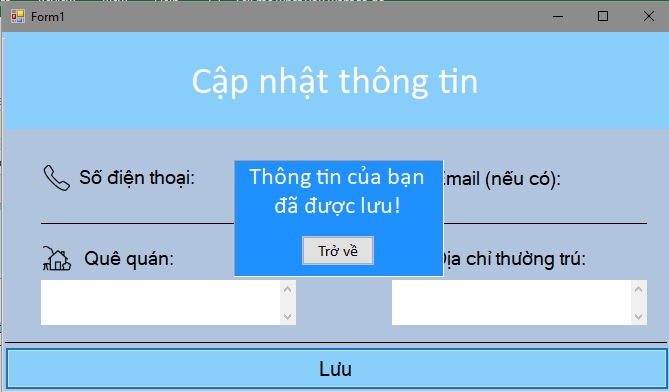 Form1
Cập nhật thông tin
Số điện thoại:
Email (nếu có):
Thông tin của bạn
đã được lưu!
Trở về
Quê quán:
Địa chỉ thường trú:
Lưu